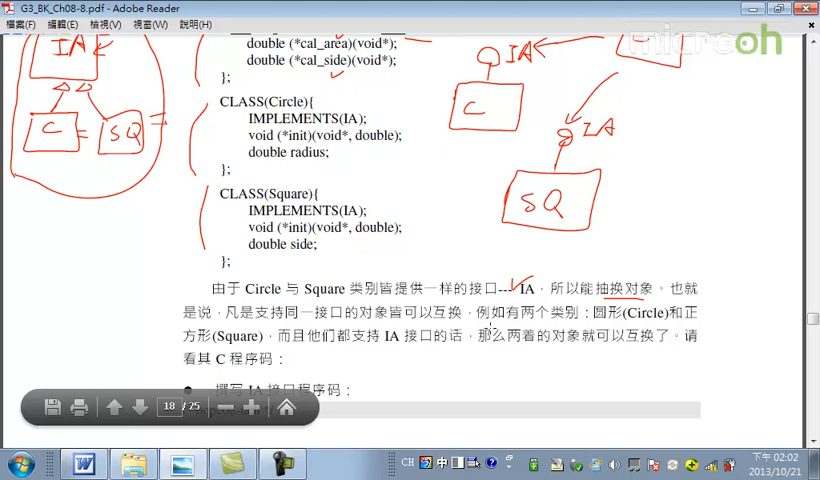 G3_BK_Ch08-8.pdf - Adobe Reader
檔案(F) 編輯(E) 檢視(V) 視窗(W) 說明(H)
microoh
IA
double (*cal_area)(void*);
double (*cal_side)(void*);
};
IA
C
CLASS(Circle){
IMPLEMENTS(IA);
void (*init)(void*, double);
double radius;
};
C SQ
IA
CLASS(Square){
IMPLEMENTS(IA);
void (*init)(void*, double);
double side;
};
SQ
由于 Circle 与 Square 类别皆提供一样的接口--- IA，所以能抽换对象。也就
是说，凡是支持同一接口的对象皆可以互换，例如有两个类别：圆形(Circle)和正
方形(Square)，而且他们都支持 IA 接口的话，那么两着的对象就可以互换了。请
看其 C 程序码：
● 撰写 IA 接口程序码：
18 / 25
CH 中
下午 02:02
2013/10/21